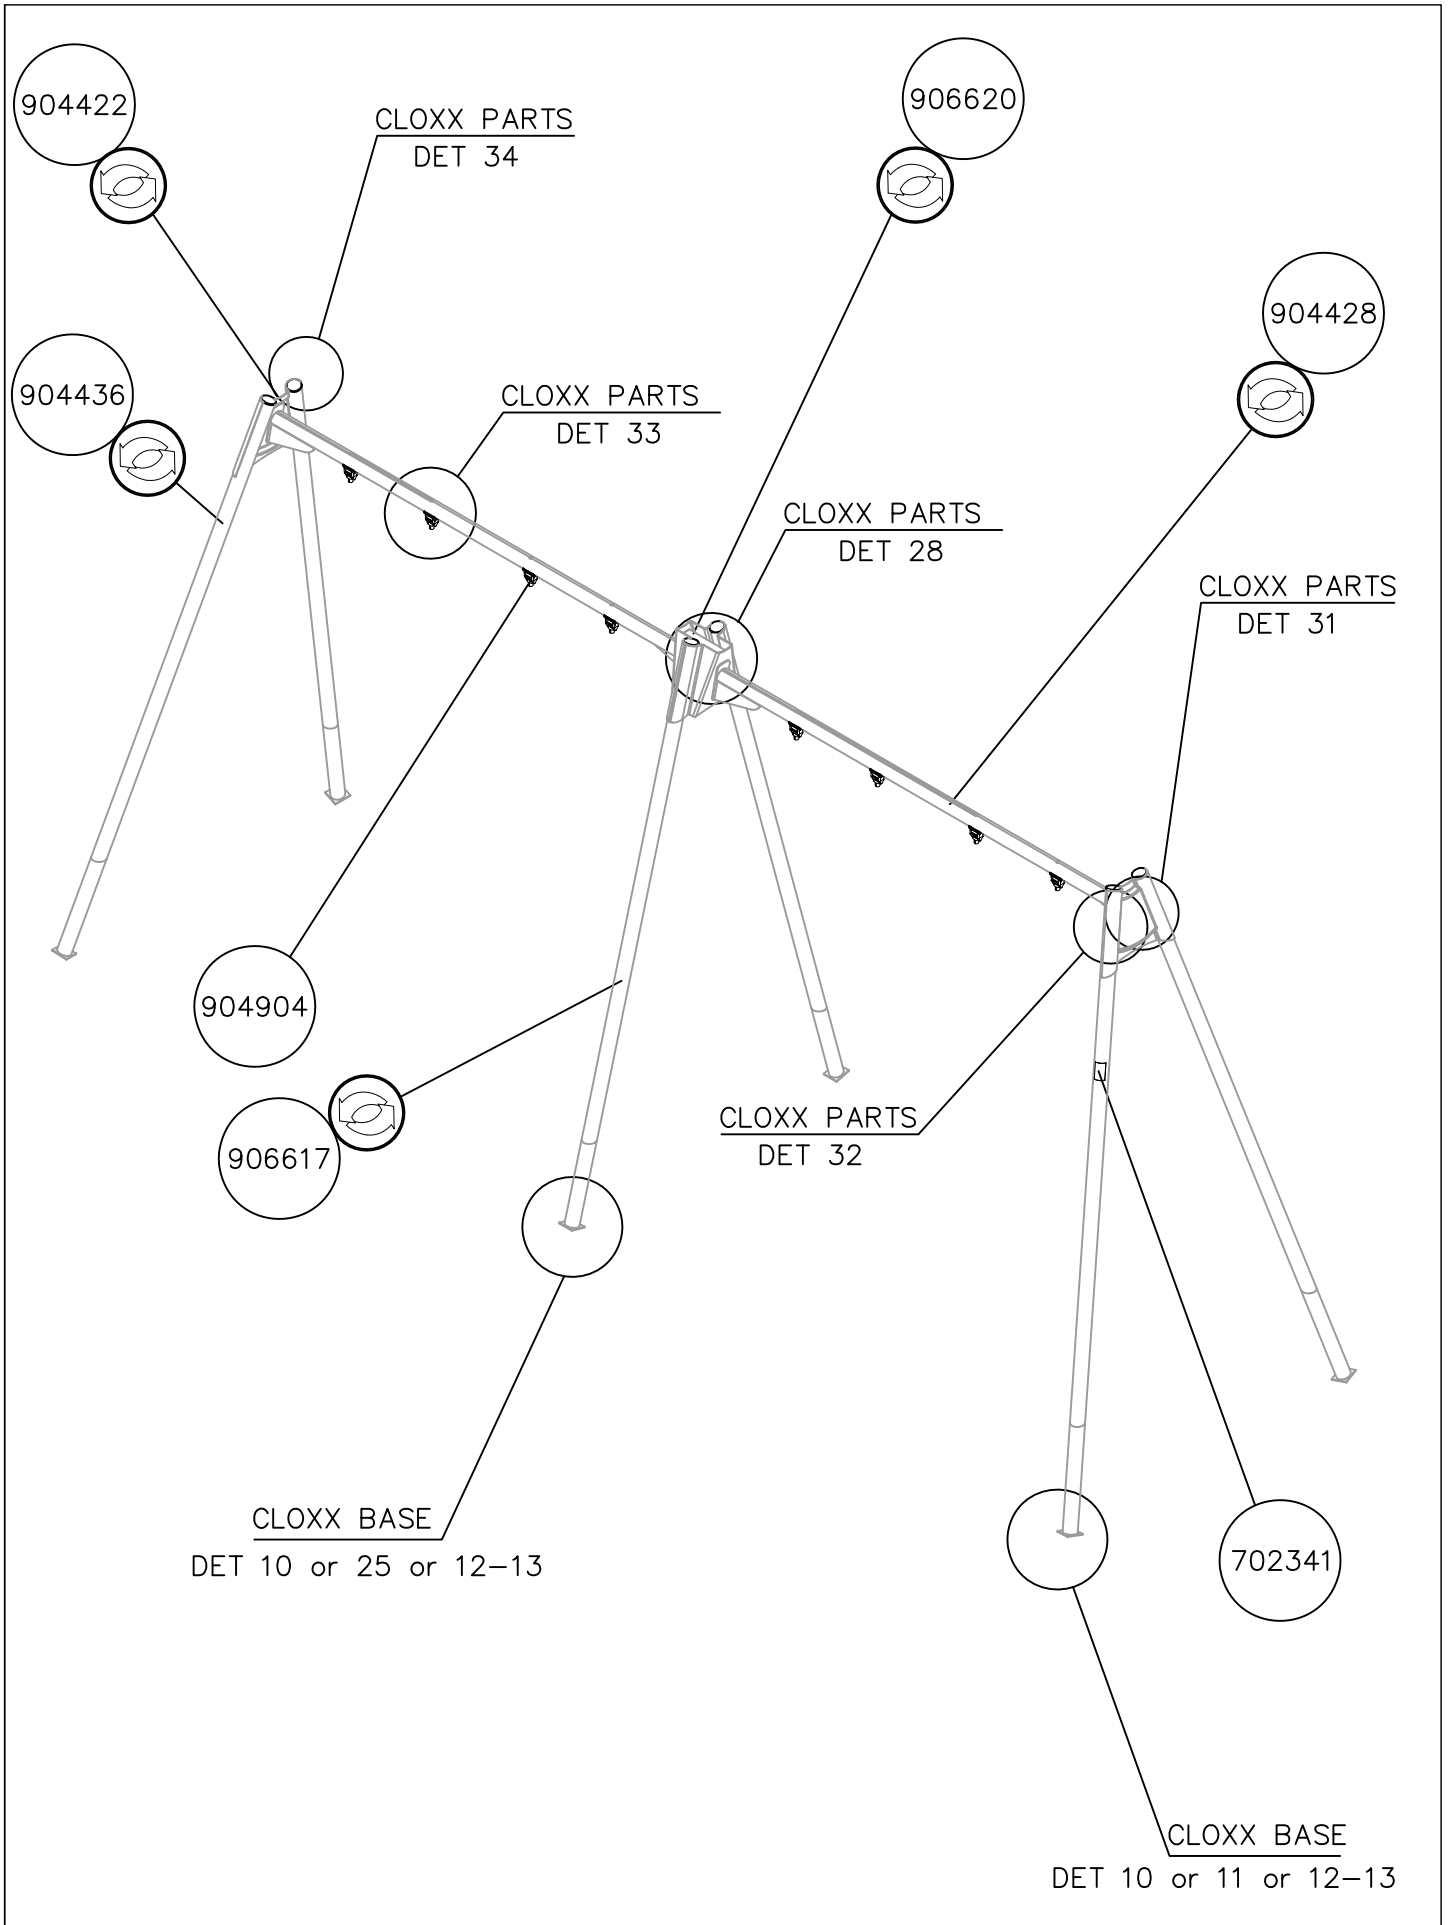 904422
CLOXX PARTS
DET 34
906620
904428
904436
CLOXX PARTS
DET 33
CLOXX PARTS
DET 28
CLOXX PARTS
DET 31
904904
906617
CLOXX PARTS
DET 32
CLOXX BASE
DET 10 or 25 or 12-13
702341
CLOXX BASE
DET 10 or 11 or 12-13